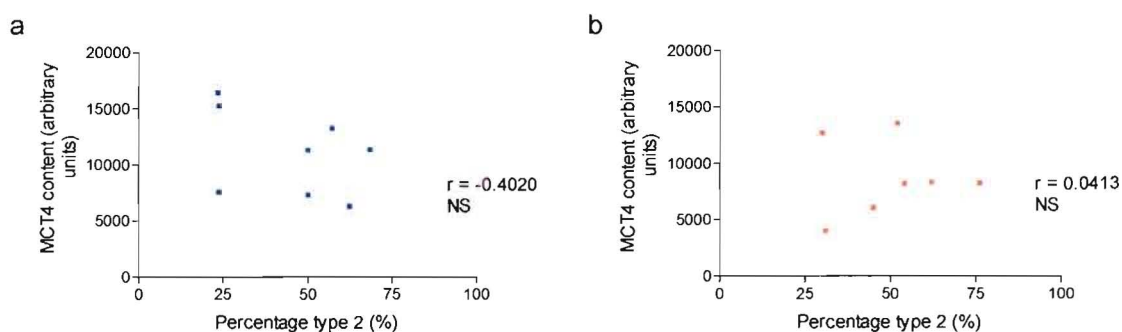 a
20000
15000
10000
5000
0
MCT4 content (arbitrary
units)
0 25 50 75 100
Percentage type 2 (%)
r = -0.4020
NS
b
20000
15000
10000
5000
0
MCT4 content (arbitrary
units)
0 25 50 75 100
Percentage type 2 (%)
r = 0.0413
NS